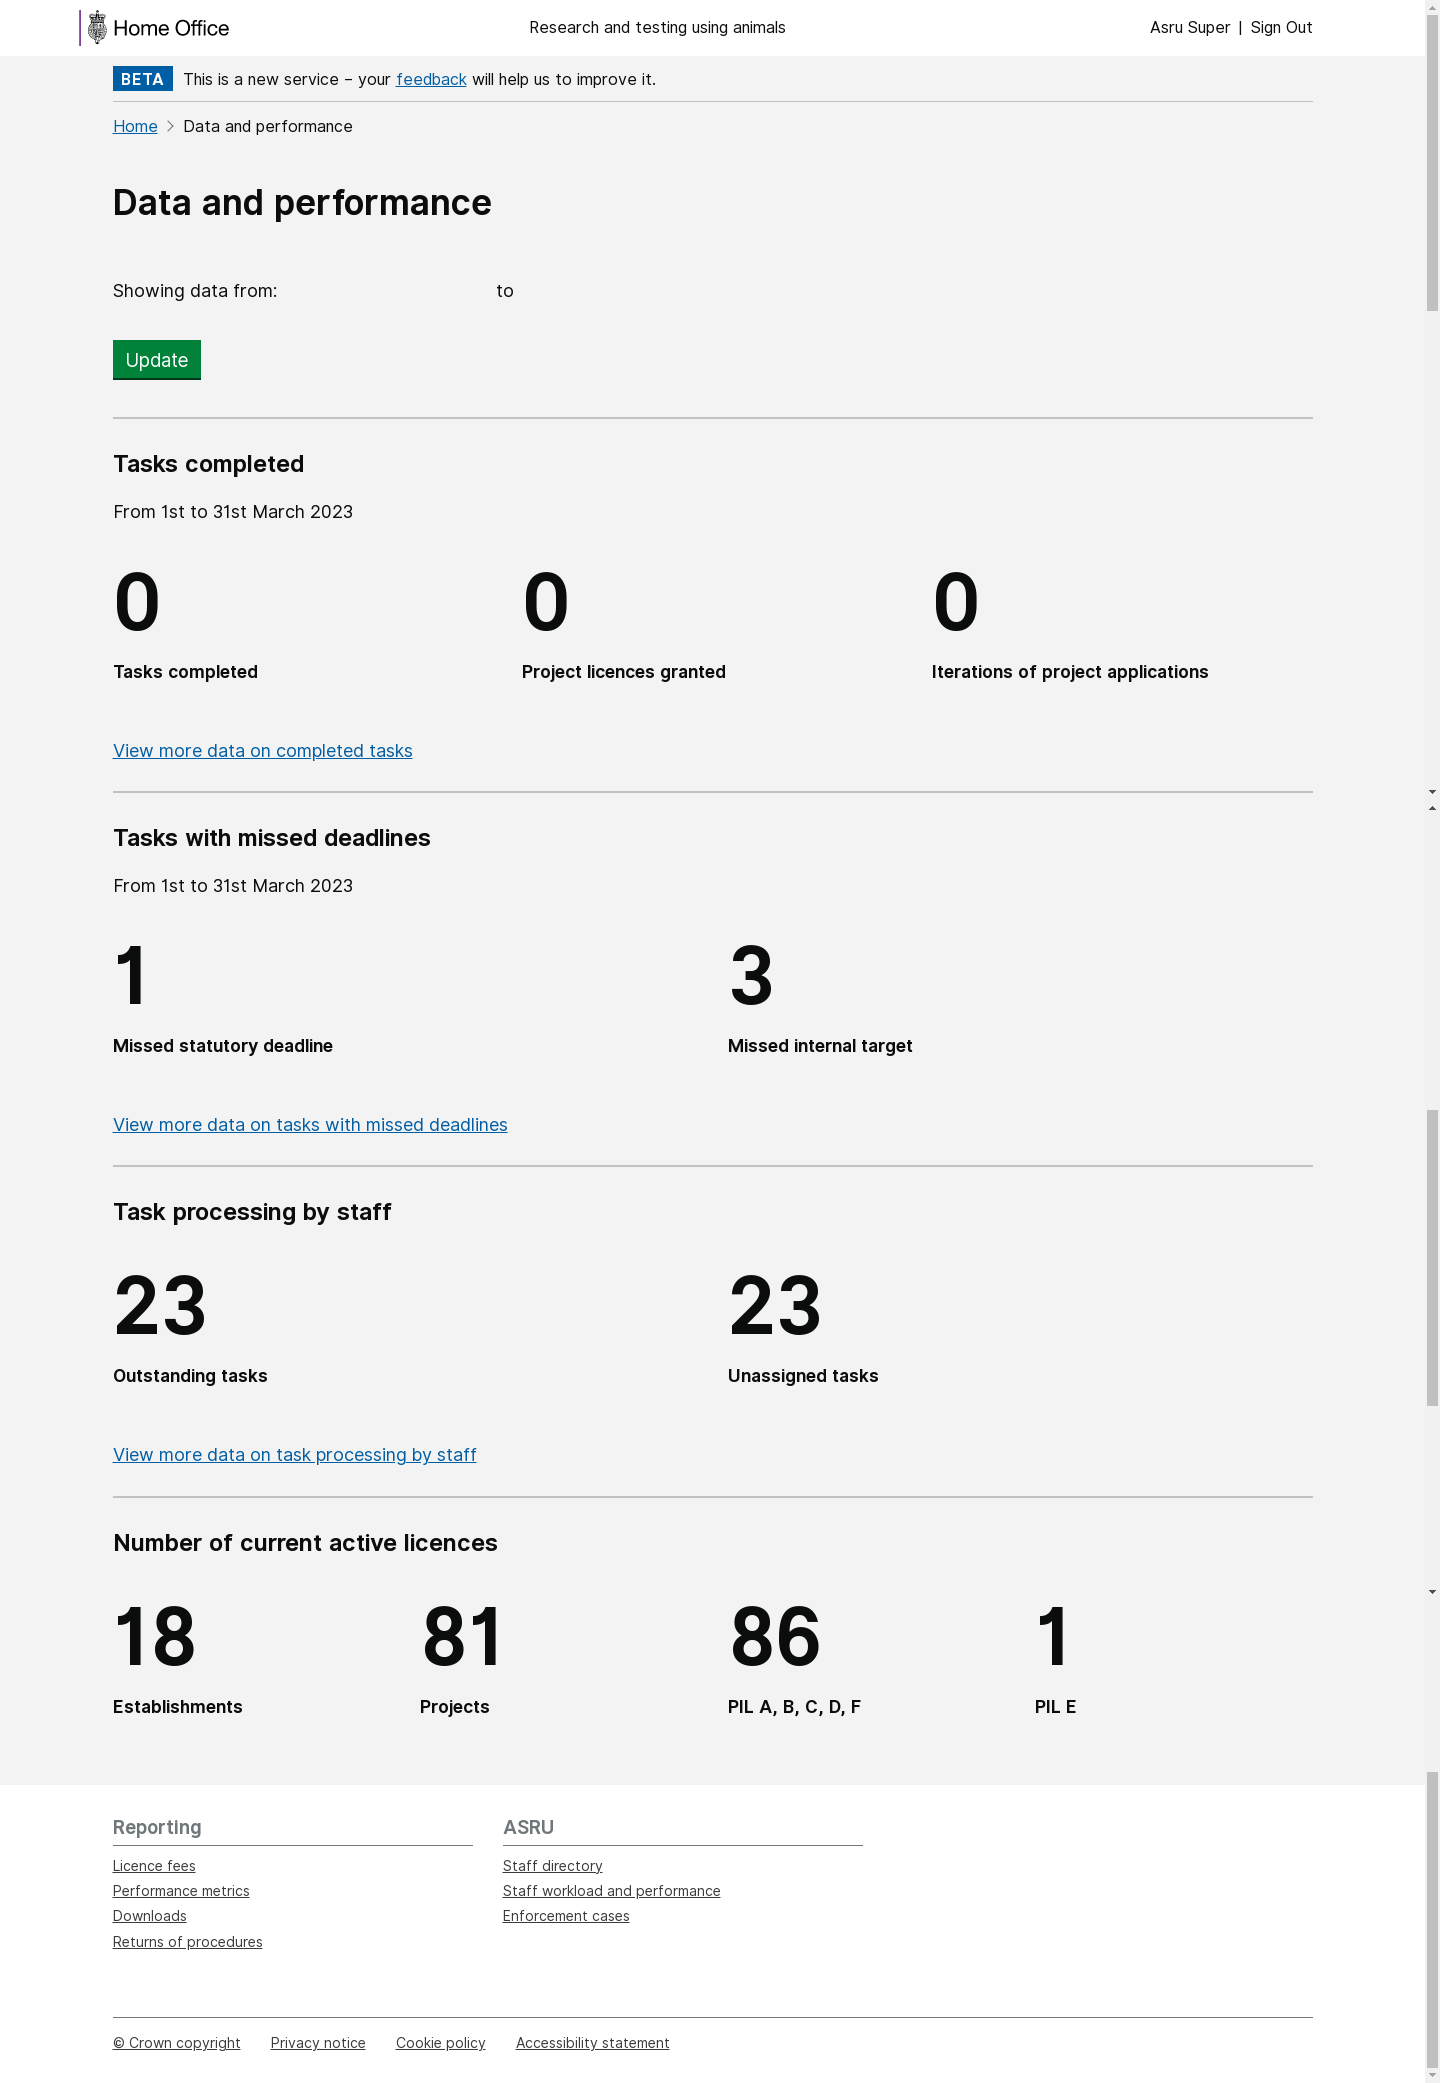 Home Office
Research and testing using animals
Asru Super | Sign Out
BETA This is a new service – your feedback will help us to improve it.
Home > Data and performance
Data and performance
Showing data from: to
Update
Tasks completed
From 1st to 31st March 2023
0 0 0
Tasks completed Project licences granted Iterations of project applications
View more data on completed tasks
Tasks with missed deadlines
From 1st to 31st March 2023
1 3
Missed statutory deadline Missed internal target
View more data on tasks with missed deadlines
Task processing by staff
23 23
Outstanding tasks Unassigned tasks
View more data on task processing by staff
Number of current active licences
18 81 86 1
Establishments Projects PIL A, B, C, D, F PIL E
Reporting
Licence fees
Performance metrics
Downloads
Returns of procedures
ASRU
Staff directory
Staff workload and performance
Enforcement cases
© Crown copyright Privacy notice Cookie policy Accessibility statement